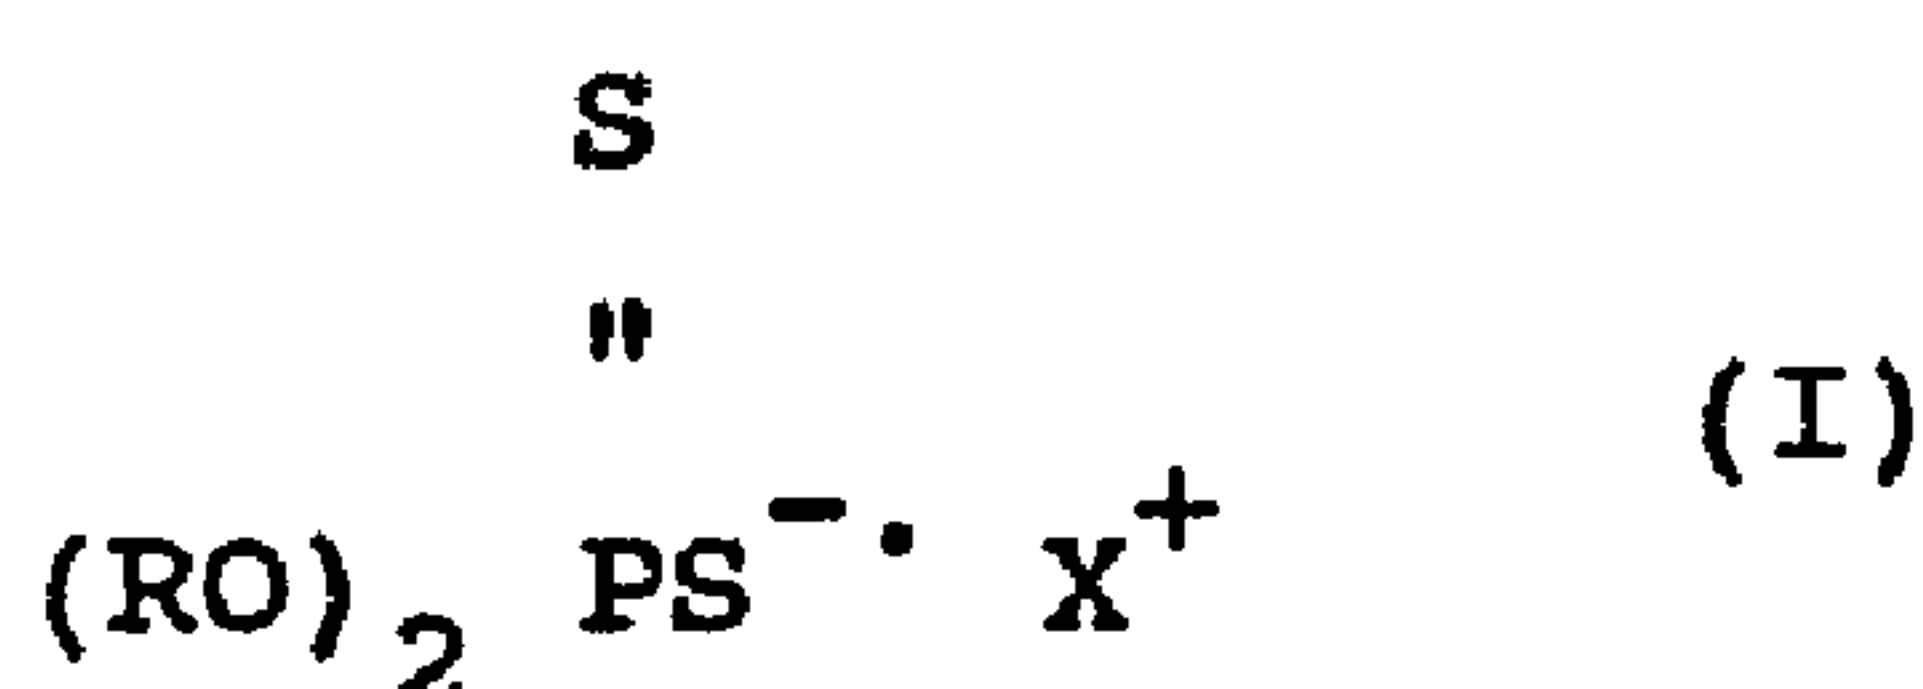 S
"
(I)
(RO)₂ PS⁻· X⁺